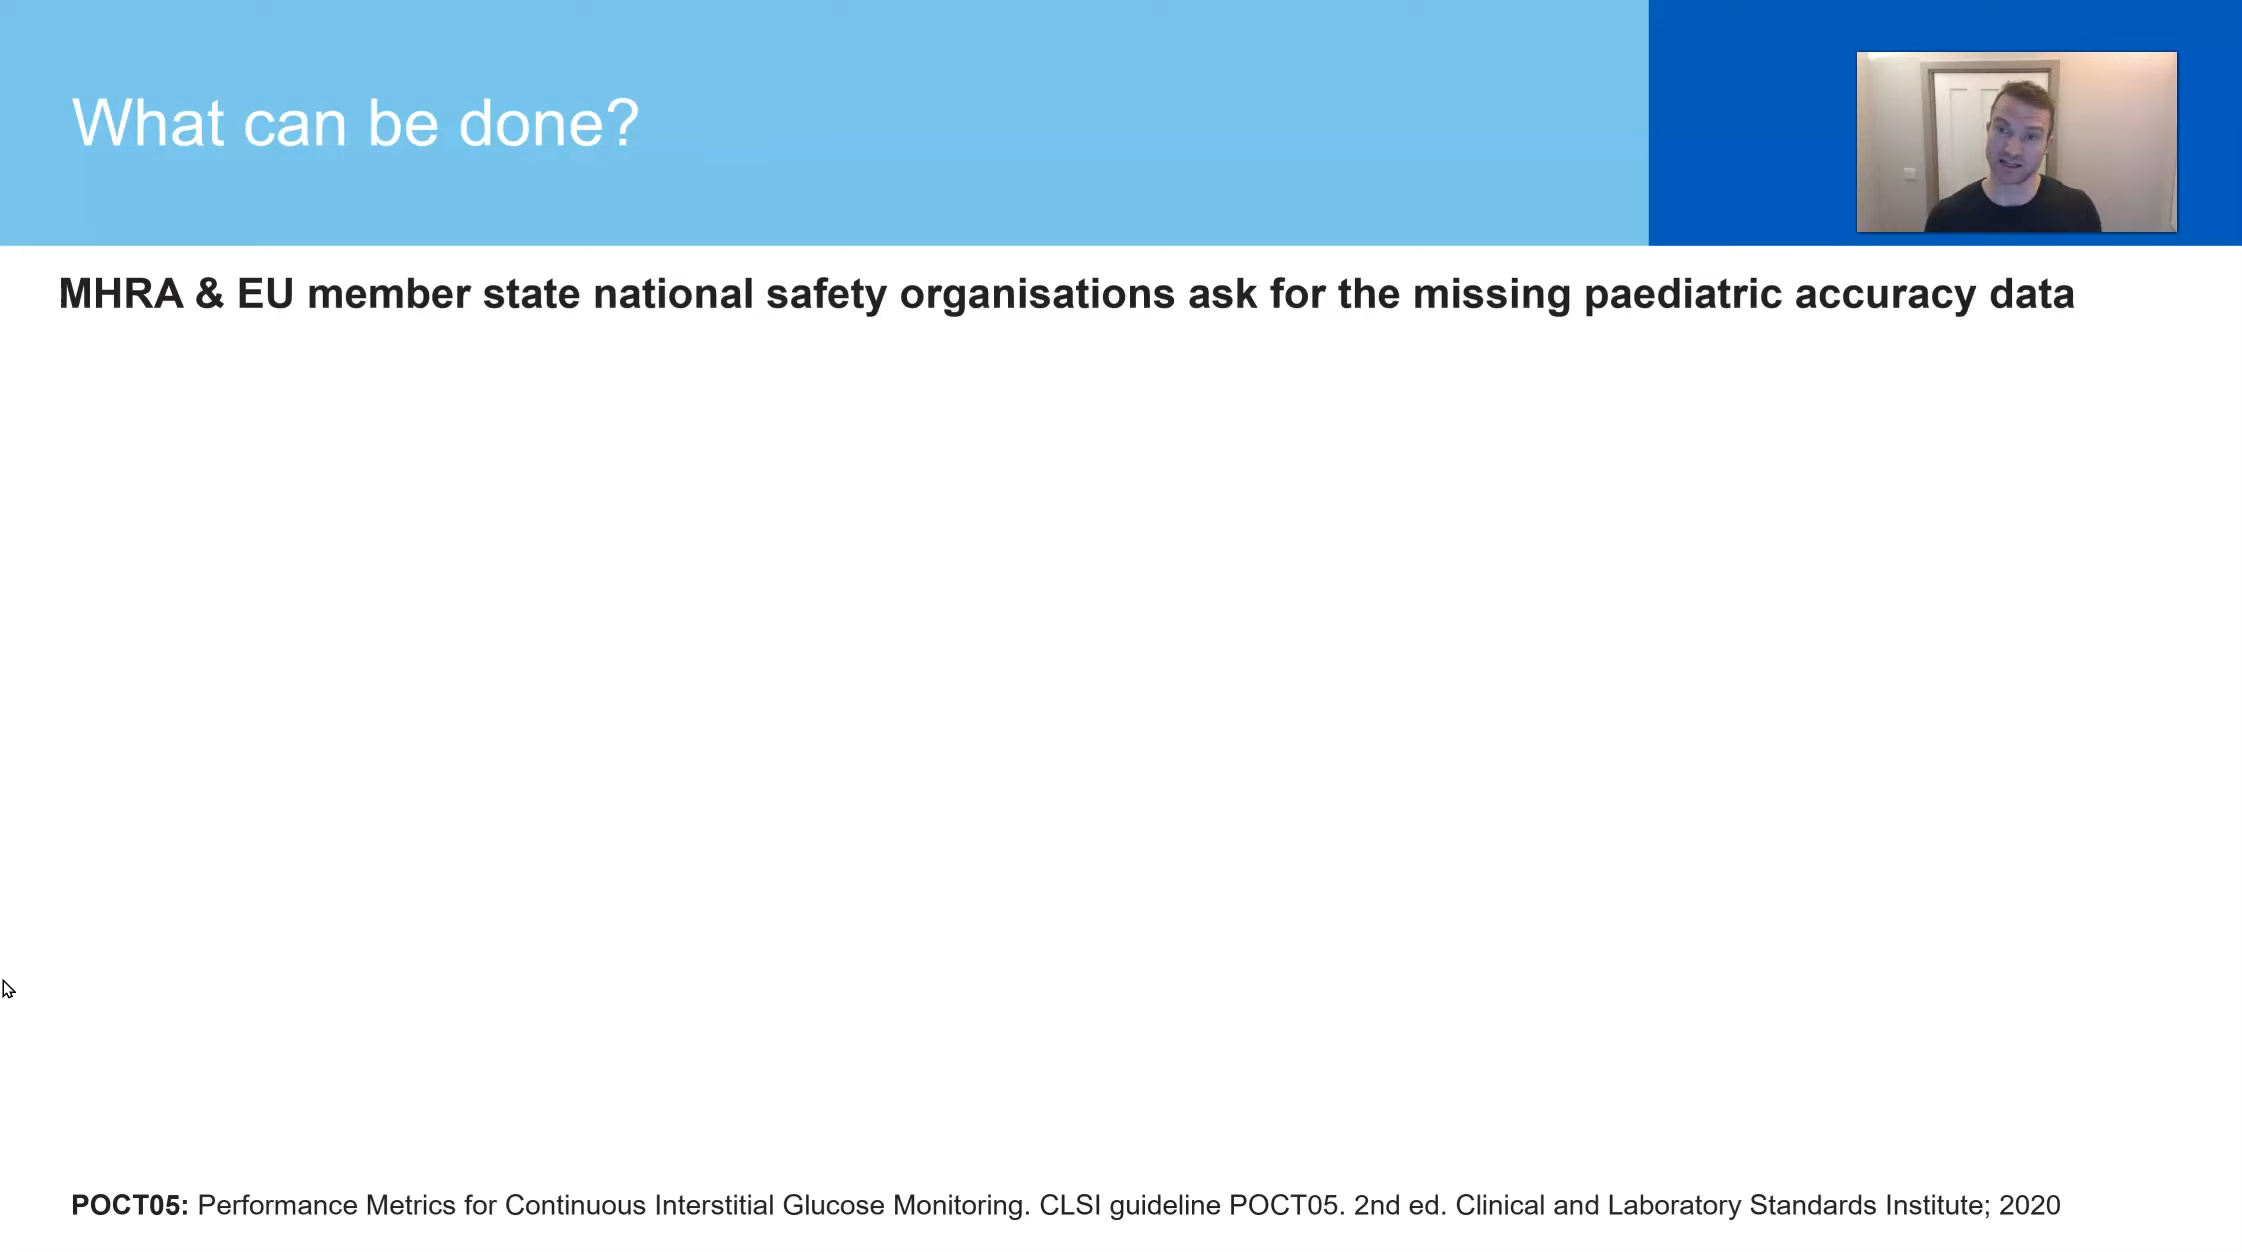 What can be done?
MHRA & EU member state national safety organisations ask for the missing paediatric accuracy data
POCT05: Performance Metrics for Continuous Interstitial Glucose Monitoring. CLSI guideline POCT05. 2nd ed. Clinical and Laboratory Standards Institute; 2020